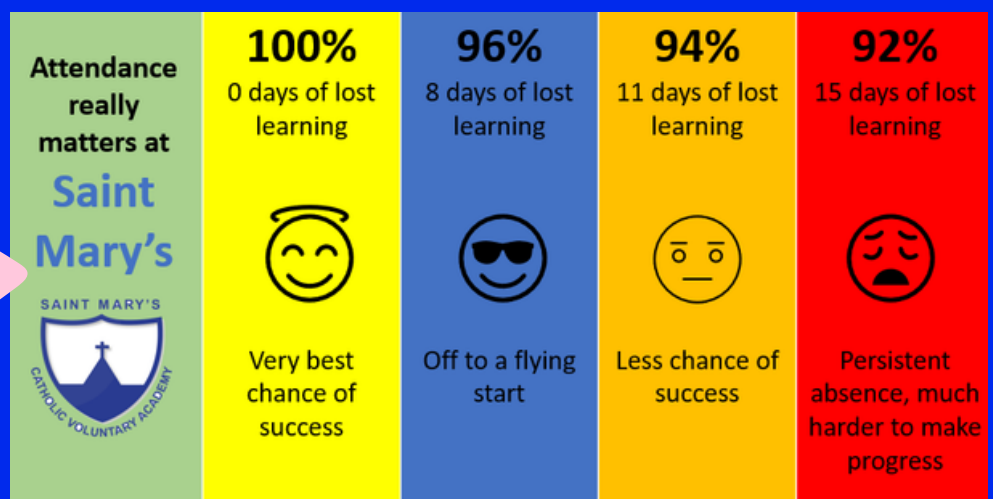 Attendance
really
matters at
Saint
Mary's
SAINT MARY'S
CATHOLIC VOLUNTARY ACADEMY
100%
0 days of lost
learning
Very best
chance of
success
96%
8 days of lost
learning
Off to a flying
start
94%
11 days of lost
learning
Less chance of
success
92%
15 days of lost
learning
Persistent
absence, much
harder to make
progress